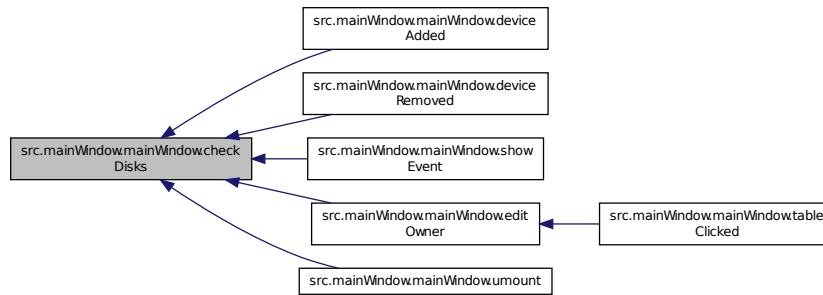 src.mainWindow.mainWindow.device
Added
src.mainWindow.mainWindow.device
Removed
src.mainWindow.mainWindow.check
Disks
src.mainWindow.mainWindow.show
Event
src.mainWindow.mainWindow.edit
Owner
src.mainWindow.mainWindow.table
Clicked
src.mainWindow.mainWindow.umount